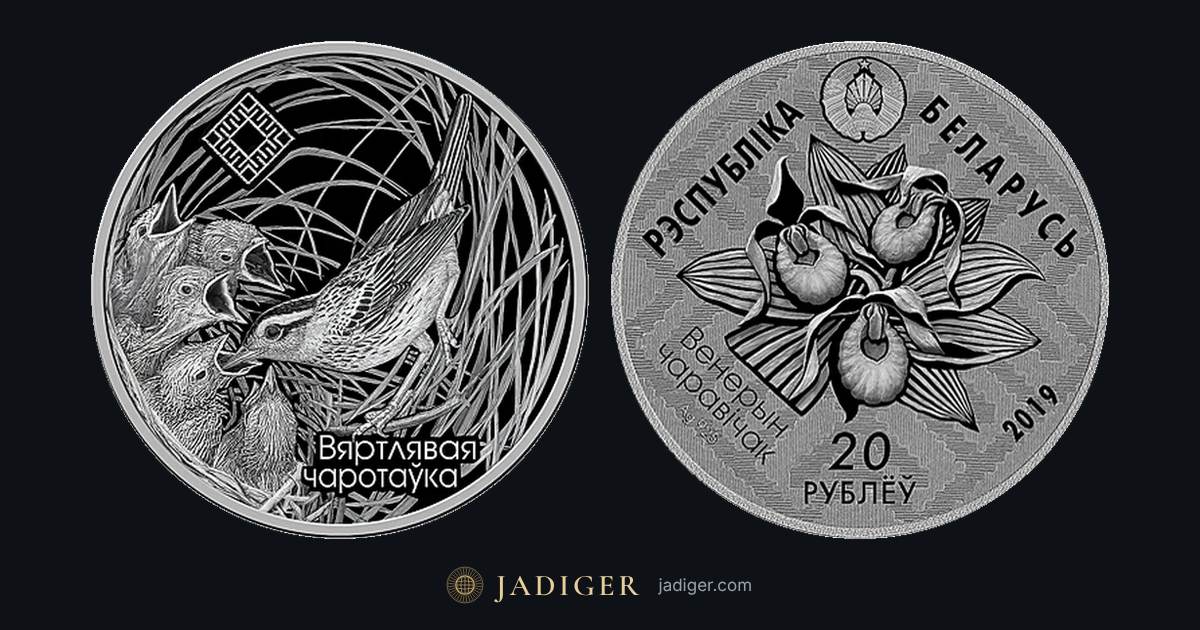 Вяртлявая
чаротаўка
РЭСПУБЛІКА БЕЛАРУСЬ
Венерын
чаравічак
Ag 925
2019
20
РУБЛЁЎ
JADIGER jadiger.com